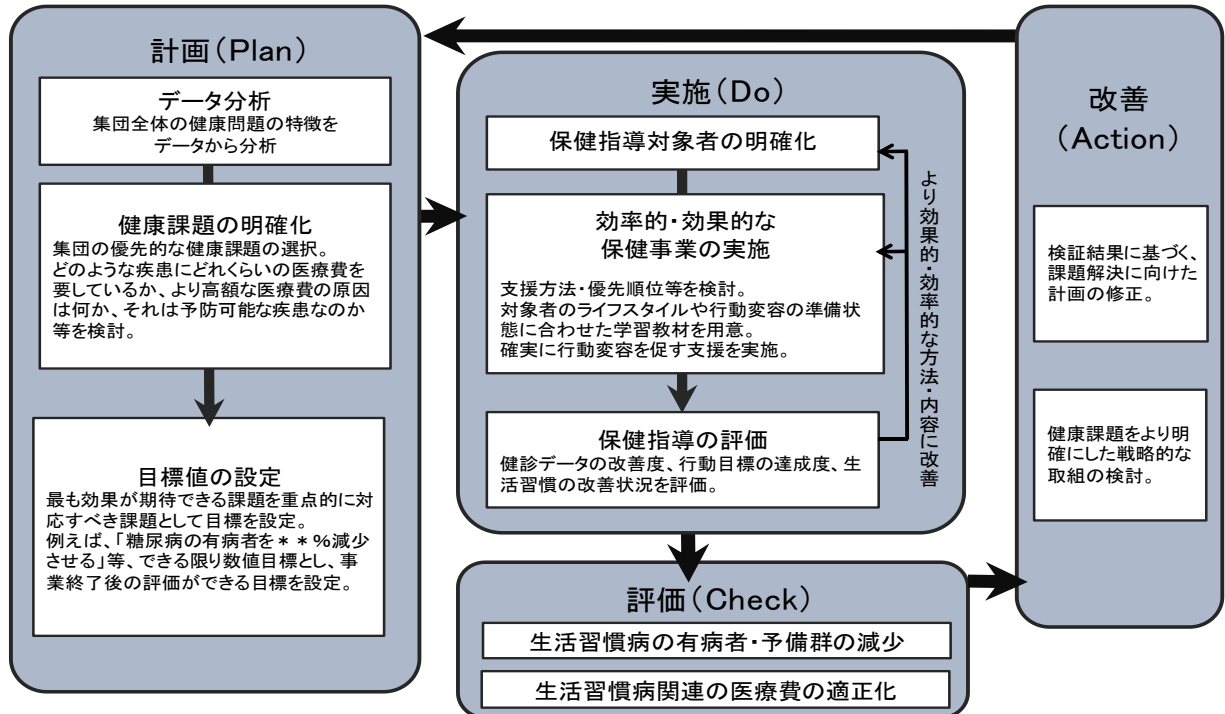 計画(Plan)
データ分析
集団全体の健康問題の特徴を
データから分析
健康課題の明確化
集団の優先的な健康課題の選択。
どのような疾患にどれくらいの医療費を
要しているか、より高額な医療費の原因
は何か、それは予防可能な疾患なのか
等を検討。
目標値の設定
最も効果が期待できる課題を重点的に対
応すべき課題として目標を設定。
例えば、「糖尿病の有病者を**%減少
させる」等、できる限り数値目標とし、事
業終了後の評価ができる目標を設定。
実施(Do)
保健指導対象者の明確化
効率的・効果的な
保健事業の実施
支援方法・優先順位等を検討。
対象者のライフスタイルや行動変容の準備状
態に合わせた学習教材を用意。
確実に行動変容を促す支援を実施。
保健指導の評価
健診データの改善度、行動目標の達成度、生
活習慣の改善状況を評価。
より効果的・効率的な方法・内容に改善
評価(Check)
生活習慣病の有病者・予備群の減少
生活習慣病関連の医療費の適正化
改善
(Action)
検証結果に基づく、
課題解決に向けた
計画の修正。
健康課題をより明
確にした戦略的な
取組の検討。